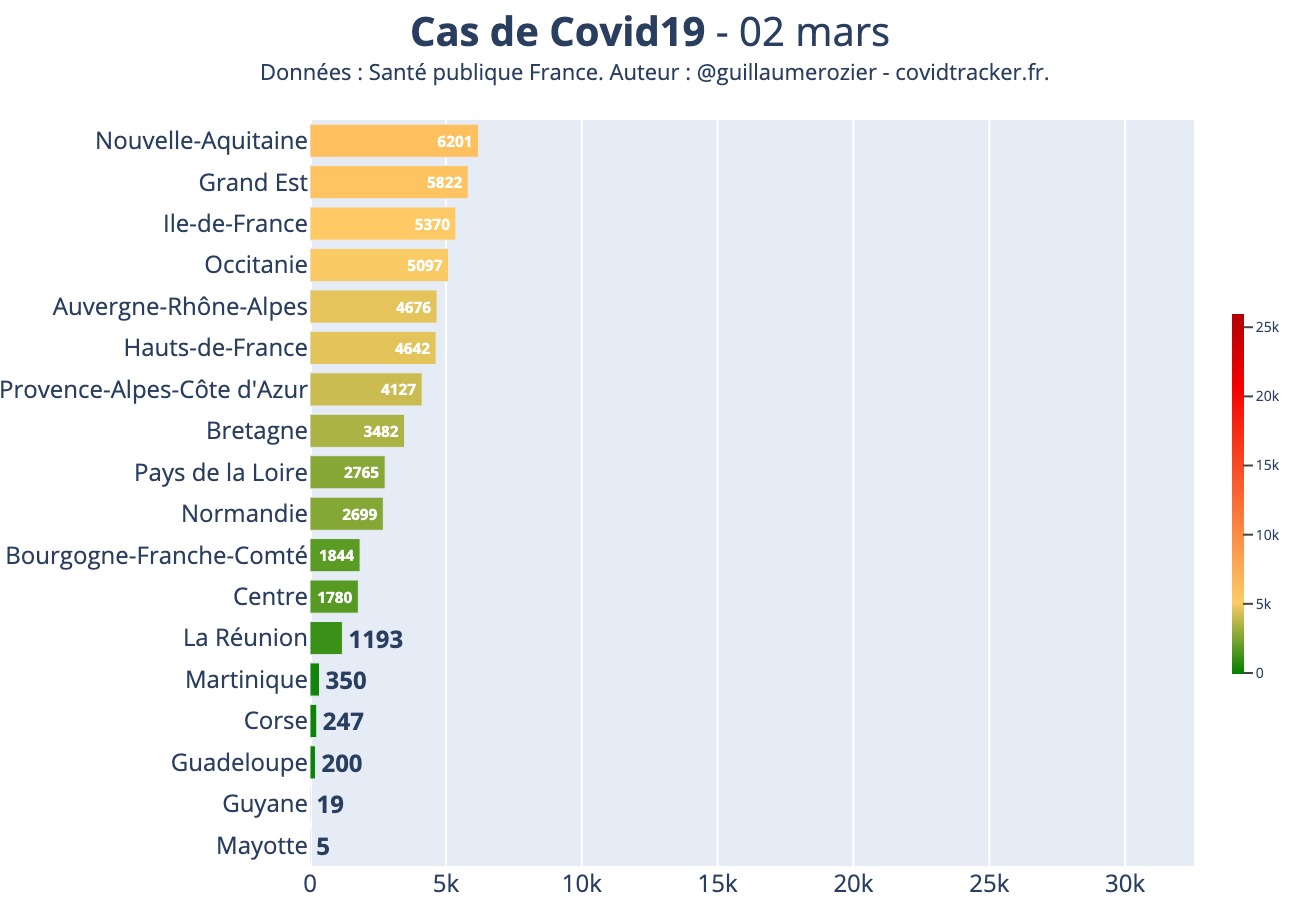 Cas de Covid19 - 02 mars
Données : Santé publique France. Auteur : @guillaumerozier - covidtracker.fr.
Nouvelle-Aquitaine 6201
Grand Est 5822
Ile-de-France 5370
Occitanie 5097
Auvergne-Rhône-Alpes 4676
Hauts-de-France 4642
Provence-Alpes-Côte d'Azur 4127
Bretagne 3482
Pays de la Loire 2765
Normandie 2699
Bourgogne-Franche-Comté 1844
Centre 1780
La Réunion 1193
Martinique 350
Corse 247
Guadeloupe 200
Guyane 19
Mayotte 5
0 5k 10k 15k 20k 25k 30k
25k
20k
15k
10k
5k
0